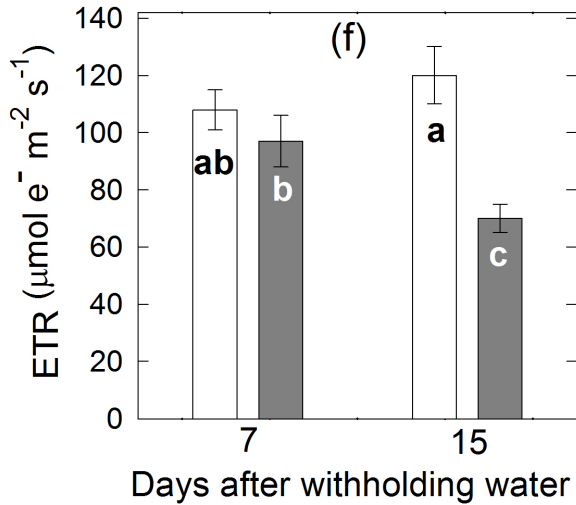 (f)
ETR (μmol e⁻ m⁻² s⁻¹)
140
120
100
80
60
40
20
0
ab
b
a
c
7
15
Days after withholding water